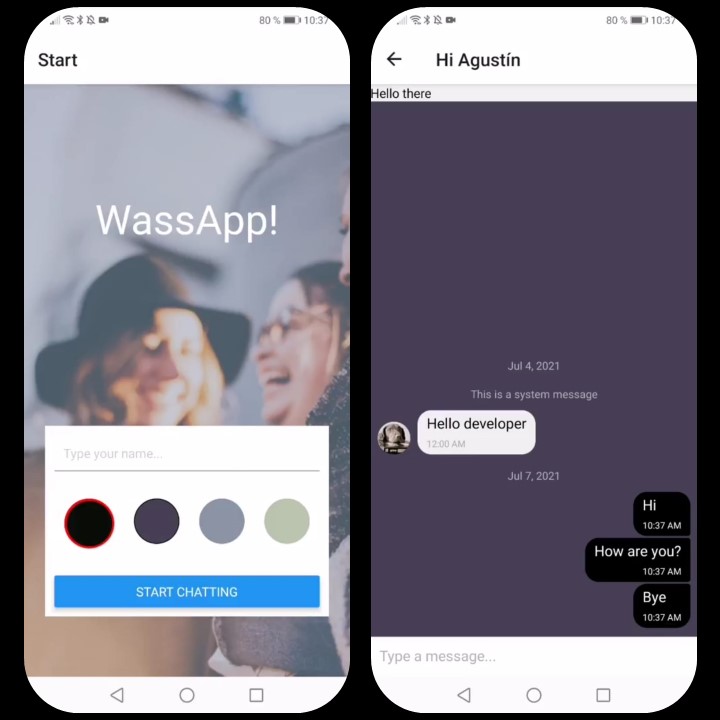 80 % 10:37
Start
WassApp!
Type your name...
START CHATTING
80 % 10:37
Hi Agustín
Hello there
Jul 4, 2021
This is a system message
Hello developer
12:00 AM
Jul 7, 2021
Hi
10:37 AM
How are you?
10:37 AM
Bye
10:37 AM
Type a message...